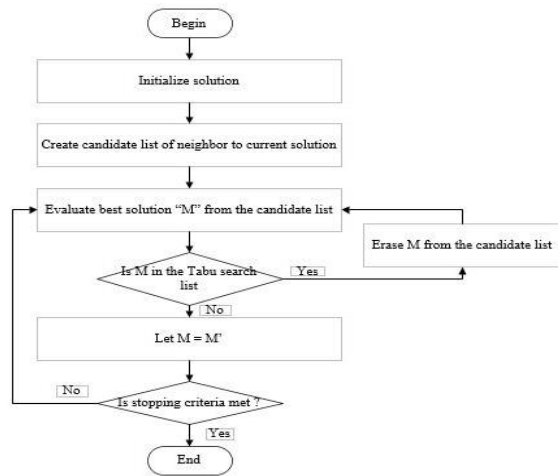 Begin
Initialize solution
Create candidate list of neighbor to current solution
Evaluate best solution “M” from the candidate list
Erase M from the candidate list
Is M in the Tabu search
list
Yes
No
Let M = M’
No
Is stopping criteria met ?
Yes
End